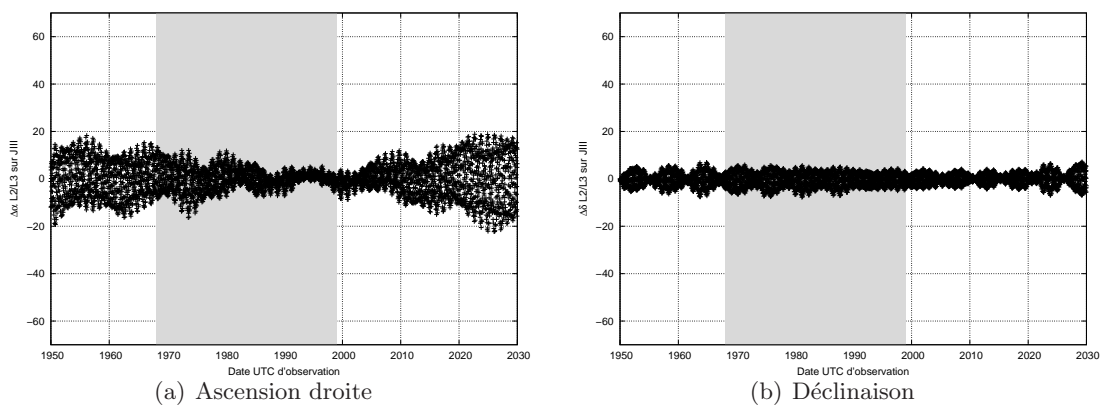 60
40
20
0
−20
−40
−60
Δα L2/L3 sur JIII
1950 1960 1970 1980 1990 2000 2010 2020 2030
Date UTC d'observation
(a) Ascension droite
60
40
20
0
−20
−40
−60
Δδ L2/L3 sur JIII
1950 1960 1970 1980 1990 2000 2010 2020 2030
Date UTC d'observation
(b) Déclinaison